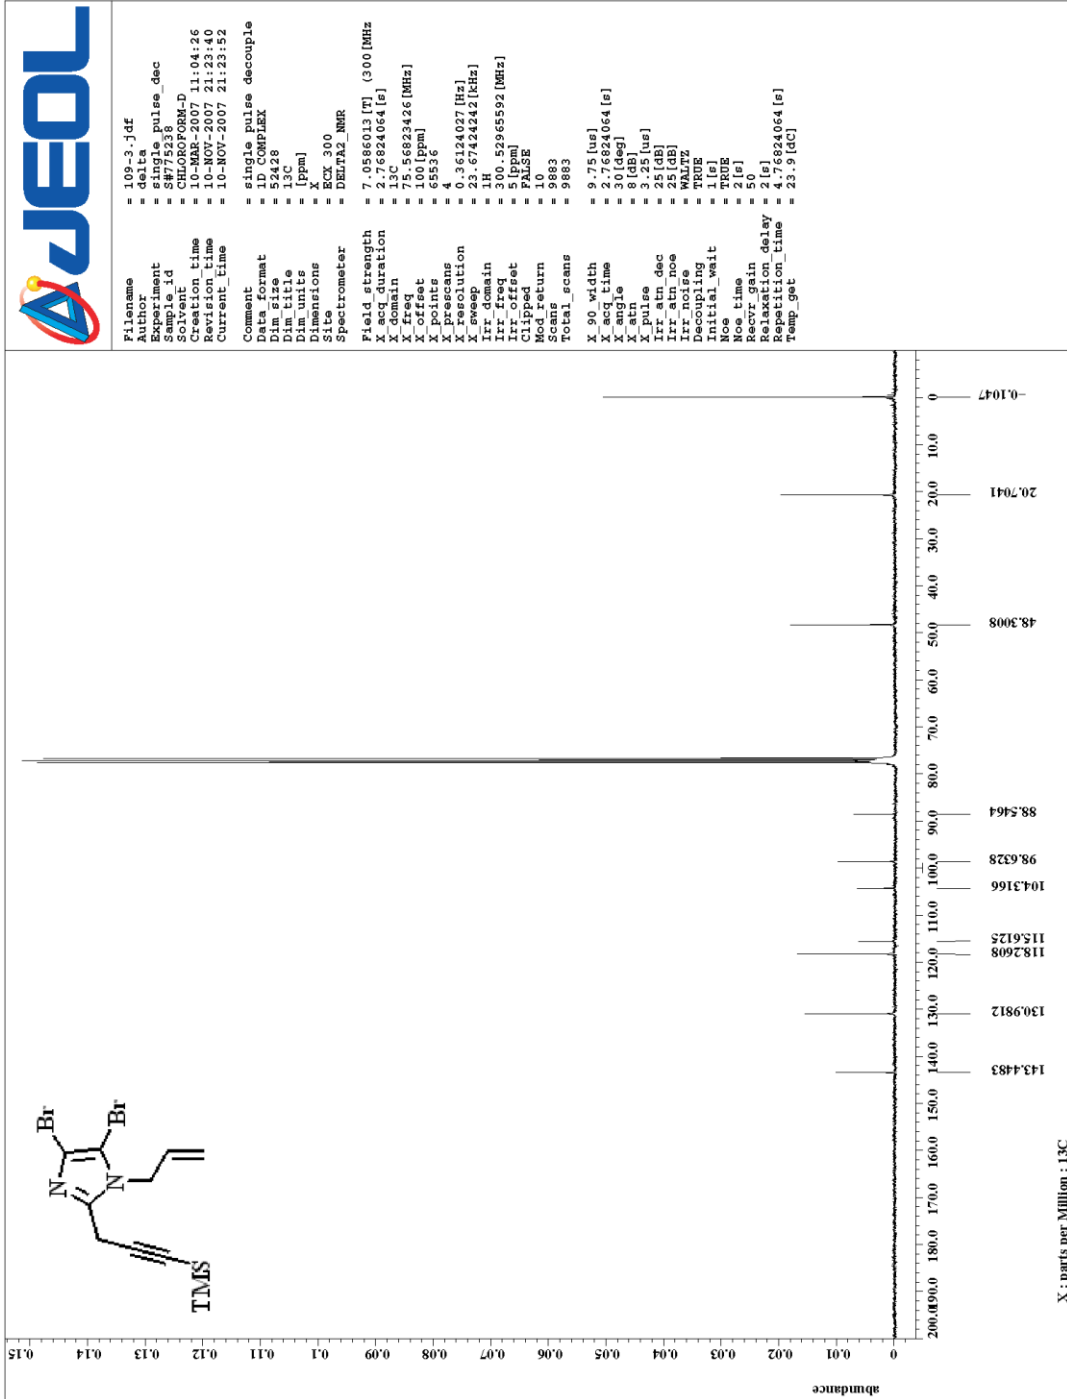 JEOL
Filename = 109-3.jdf
Author = delta
Experiment = single_pulse_dec
Sample_id = S#775238
Solvent = CHLOROFORM-D
Creation_time = 10-MAR-2007 11:04:26
Revision_time = 10-NOV-2007 21:23:40
Current_time = 10-NOV-2007 21:23:52
Comment = single pulse decouple
Data_format = 1D COMPLEX
Dim_size = 52428
Dim_title = 13C
Dim_units = [ppm]
Dimensions = X
Site = ECX 300
Spectrometer = DELTA2_NMR
Field_strength = 7.0586013[T] (300[MHz
X_acq_duration = 2.76824064[s]
X_domain = 13C
X_freq = 75.56823426[MHz]
X_offset = 100[ppm]
X_points = 65536
X_prescans = 4
X_resolution = 0.36124027[Hz]
X_sweep = 23.67424242[kHz]
Irr_domain = 1H
Irr_freq = 300.52965592[MHz]
Irr_offset = 5[ppm]
Clipped = FALSE
Mod_return = 10
Scans = 9883
Total_scans = 9883
X_90_width = 9.75[us]
X_acq_time = 2.76824064[s]
X_angle = 30[deg]
X_atn = 8[dB]
X_pulse = 3.25[us]
Irr_atn_dec = 25[dB]
Irr_atn_noe = 25[dB]
Irr_noise = WALTZ
Decoupling = TRUE
Initial_wait = 1[s]
Noe = TRUE
Noe_time = 2[s]
Recvr_gain = 50
Relaxation_delay = 2[s]
Repetition_time = 4.76824064[s]
Temp_get = 23.9[dC]
Br
Br
N
N
TMS
abundance
0 0.01 0.02 0.03 0.04 0.05 0.06 0.07 0.08 0.09 0.1 0.11 0.12 0.13 0.14 0.15
200.0 190.0 180.0 170.0 160.0 150.0 140.0 130.0 120.0 110.0 100.0 90.0 80.0 70.0 60.0 50.0 40.0 30.0 20.0 10.0 0
143.4483
130.9812
118.2608
115.6125
104.3166
98.6328
88.5464
48.3008
20.7041
-0.1047
X : parts per Million : 13C